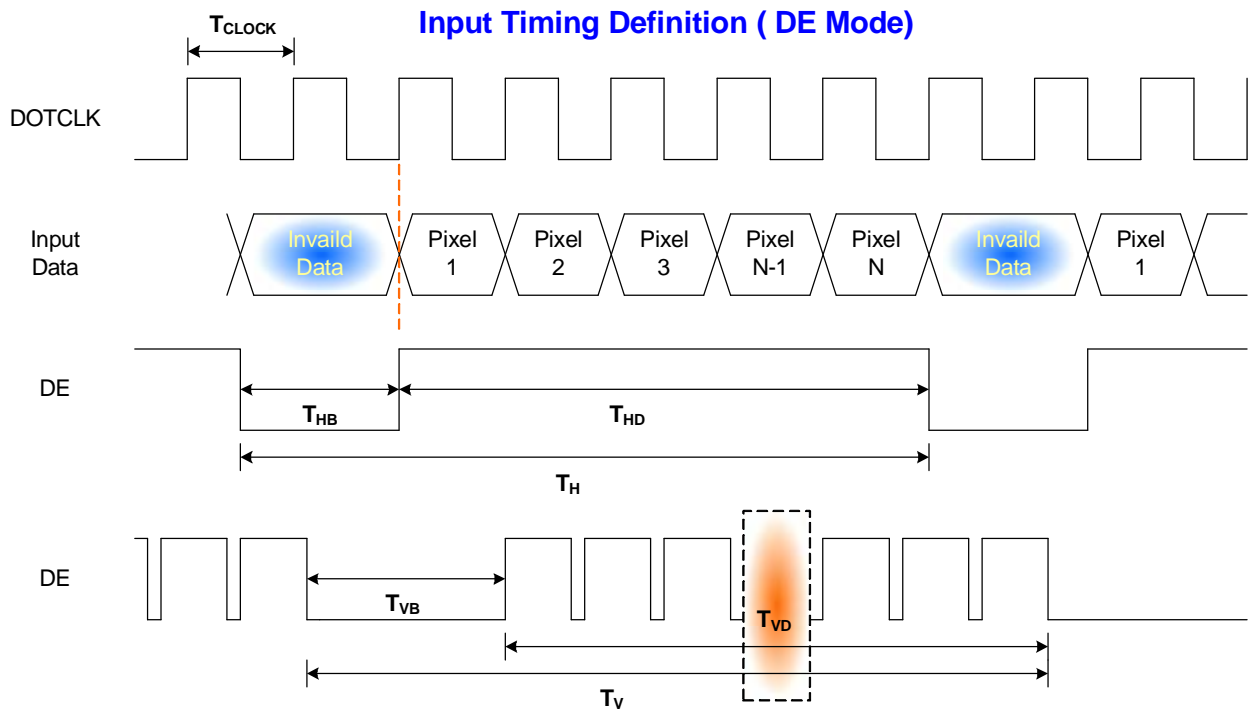 Input Timing Definition ( DE Mode)
TCLOCK
DOTCLK
Input
Data
Invaild
Data
Pixel
1
Pixel
2
Pixel
3
Pixel
N-1
Pixel
N
Invaild
Data
Pixel
1
DE
THB
THD
TH
DE
TVB
TVD
TV